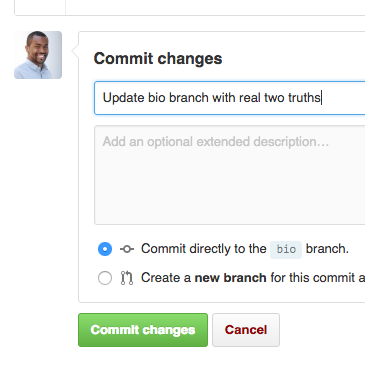 Commit changes
Update bio branch with real two truths
Add an optional extended description…
Commit directly to the bio branch.
Create a new branch for this commit a
Commit changes
Cancel